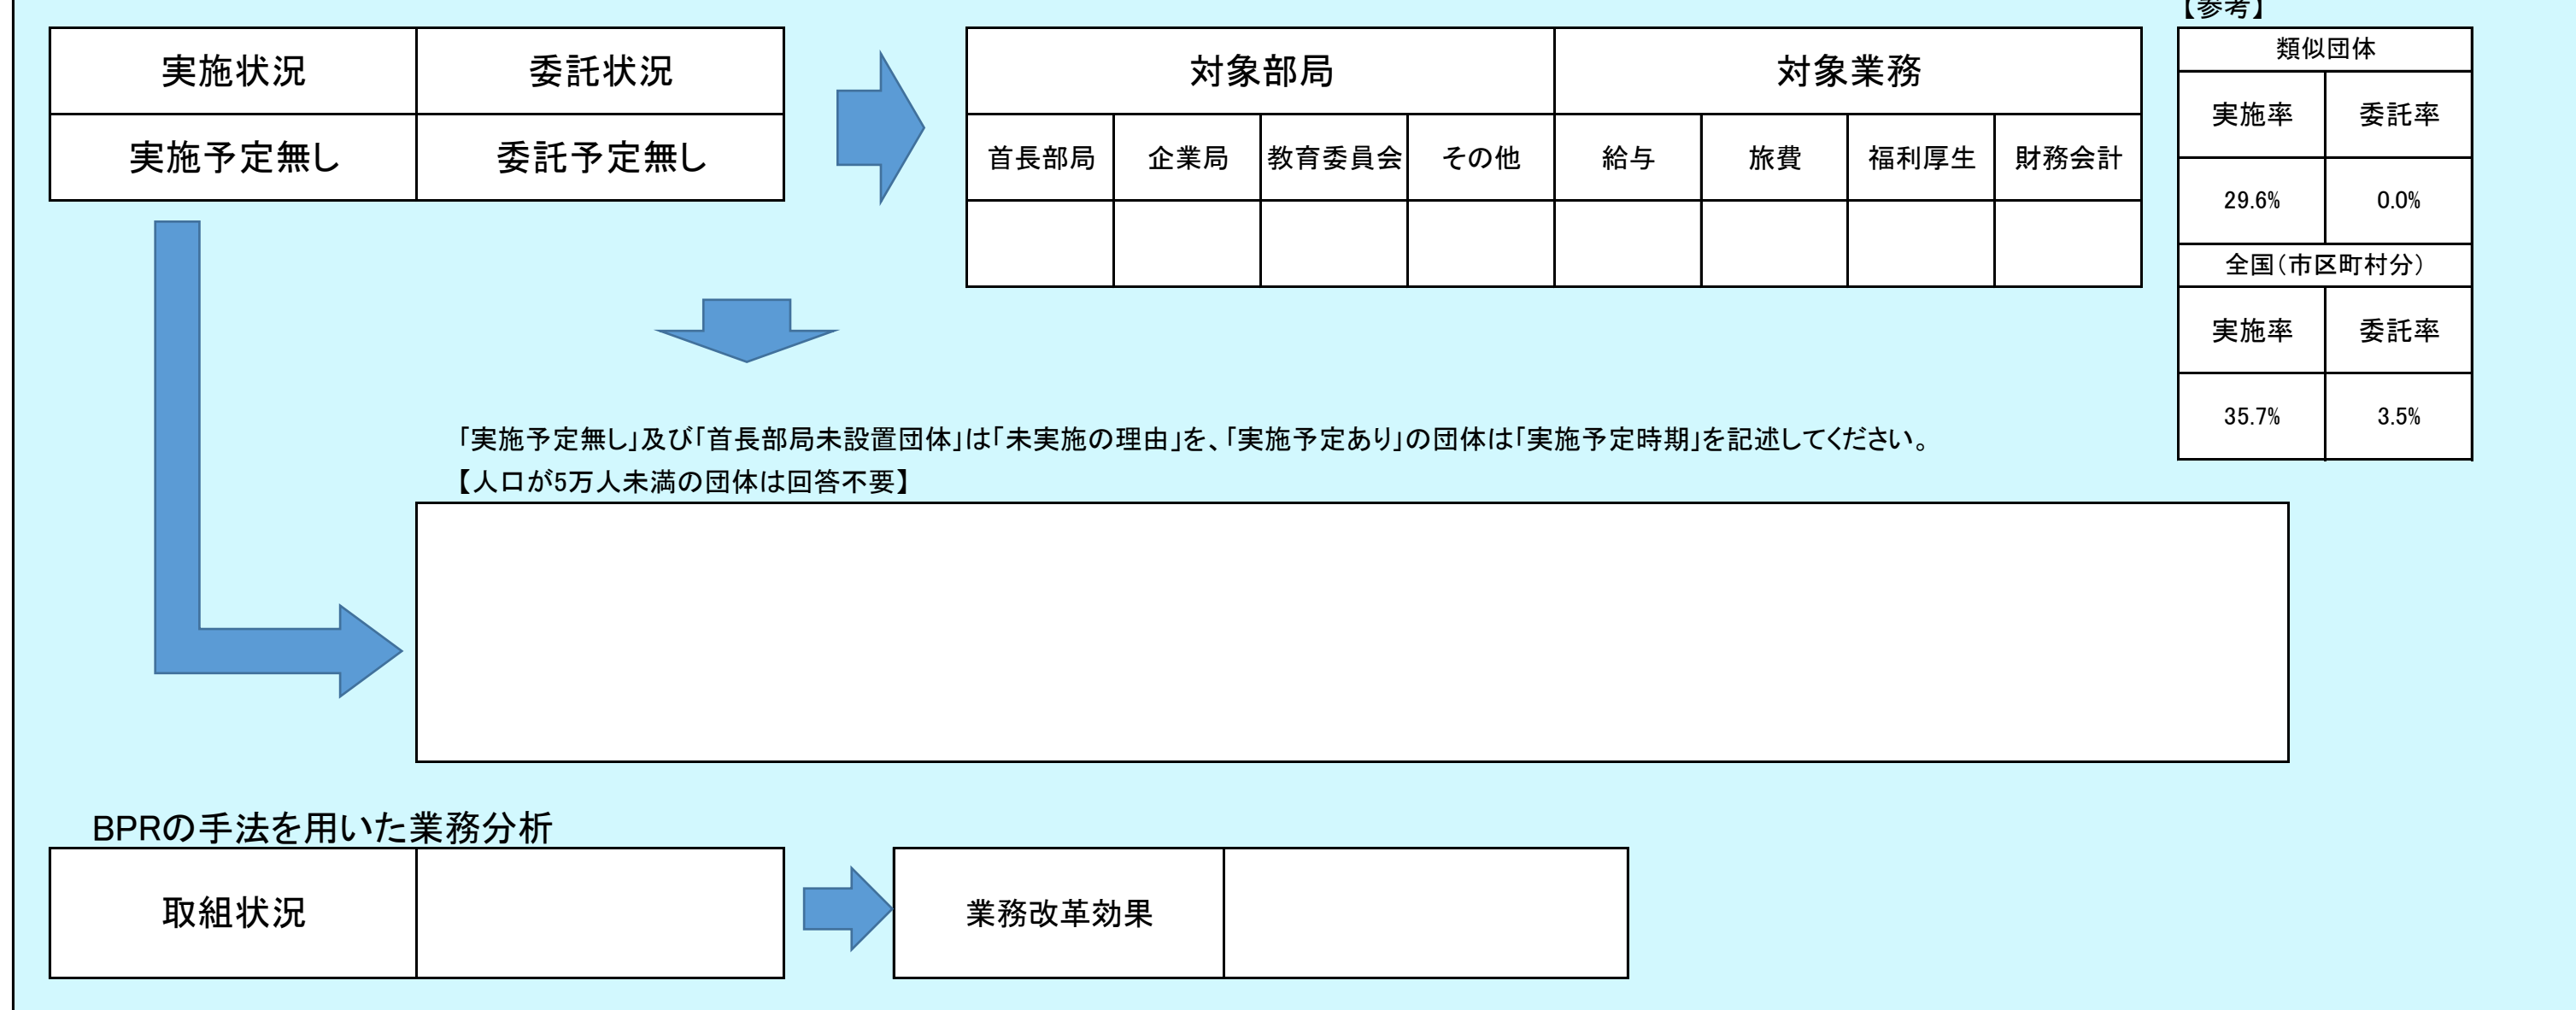 【参考】
実施状況 委託状況
実施予定無し 委託予定無し
対象部局 対象業務
首長部局 企業局 教育委員会 その他 給与 旅費 福利厚生 財務会計
類似団体
実施率 委託率
29.6% 0.0%
全国（市区町村分）
実施率 委託率
35.7% 3.5%
「実施予定無し」及び「首長部局未設置団体」は「未実施の理由」を、「実施予定あり」の団体は「実施予定時期」を記述してください。
【人口が5万人未満の団体は回答不要】
BPRの手法を用いた業務分析
取組状況
業務改革効果